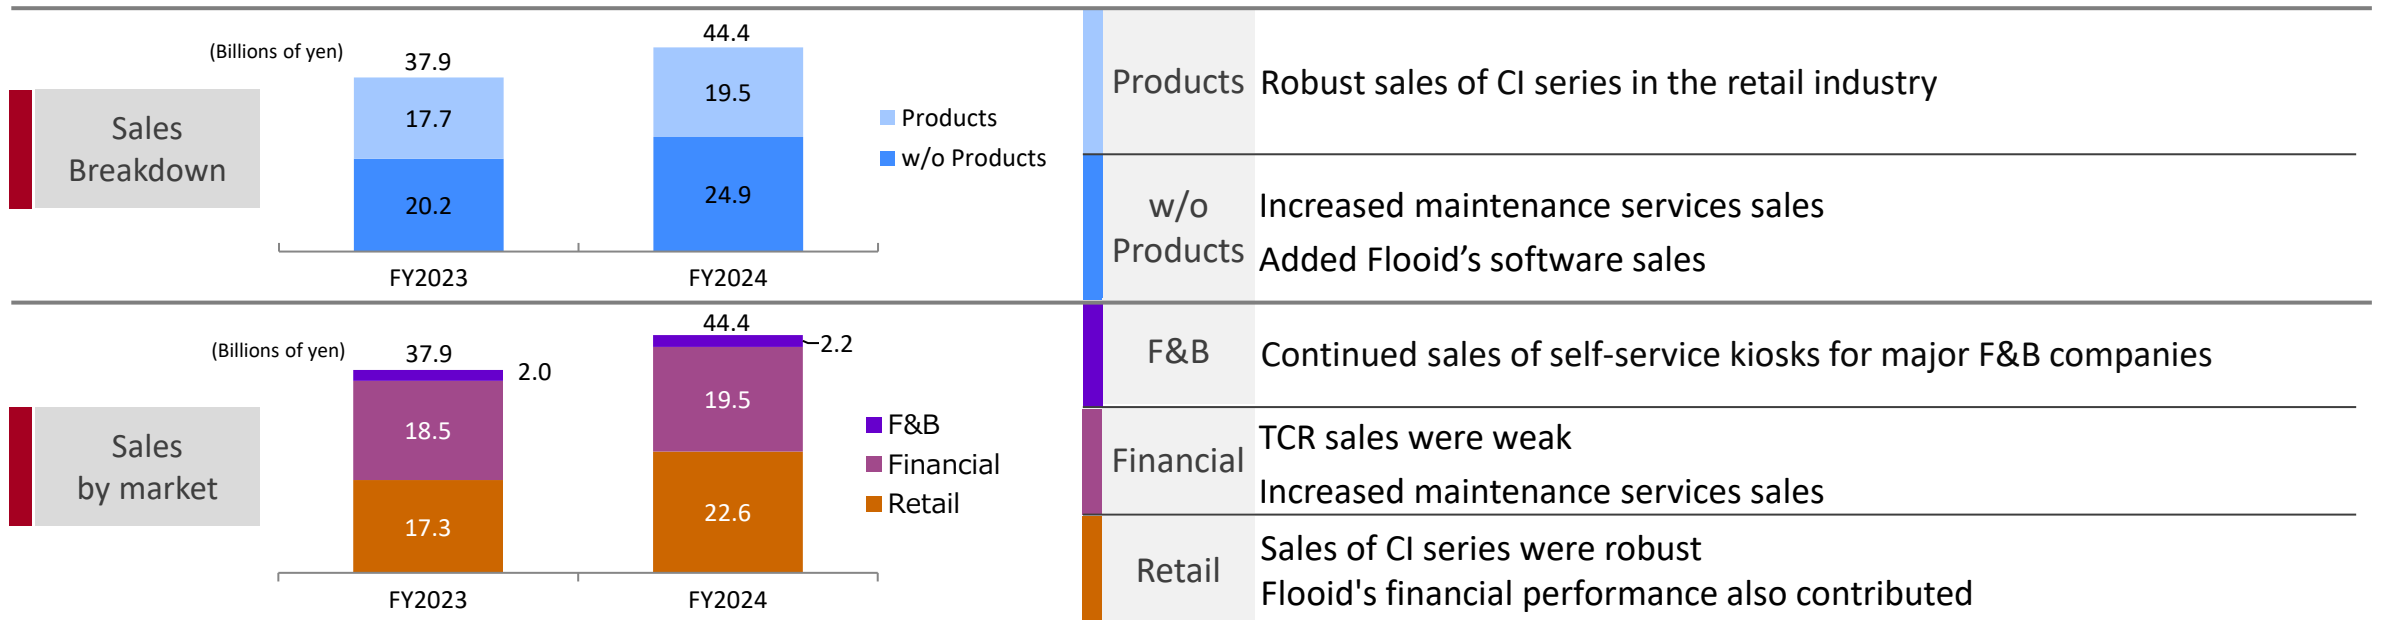 Sales
Breakdown
(Billions of yen)
37.9
17.7
20.2
FY2023
44.4
19.5
24.9
FY2024
Products
w/o Products
Products
Robust sales of CI series in the retail industry
w/o
Products
Increased maintenance services sales
Added Flooid’s software sales
Sales
by market
(Billions of yen)
37.9
2.0
18.5
17.3
FY2023
44.4
2.2
19.5
22.6
FY2024
F&B
Financial
Retail
F&B
Continued sales of self-service kiosks for major F&B companies
Financial
TCR sales were weak
Increased maintenance services sales
Retail
Sales of CI series were robust
Flooid's financial performance also contributed